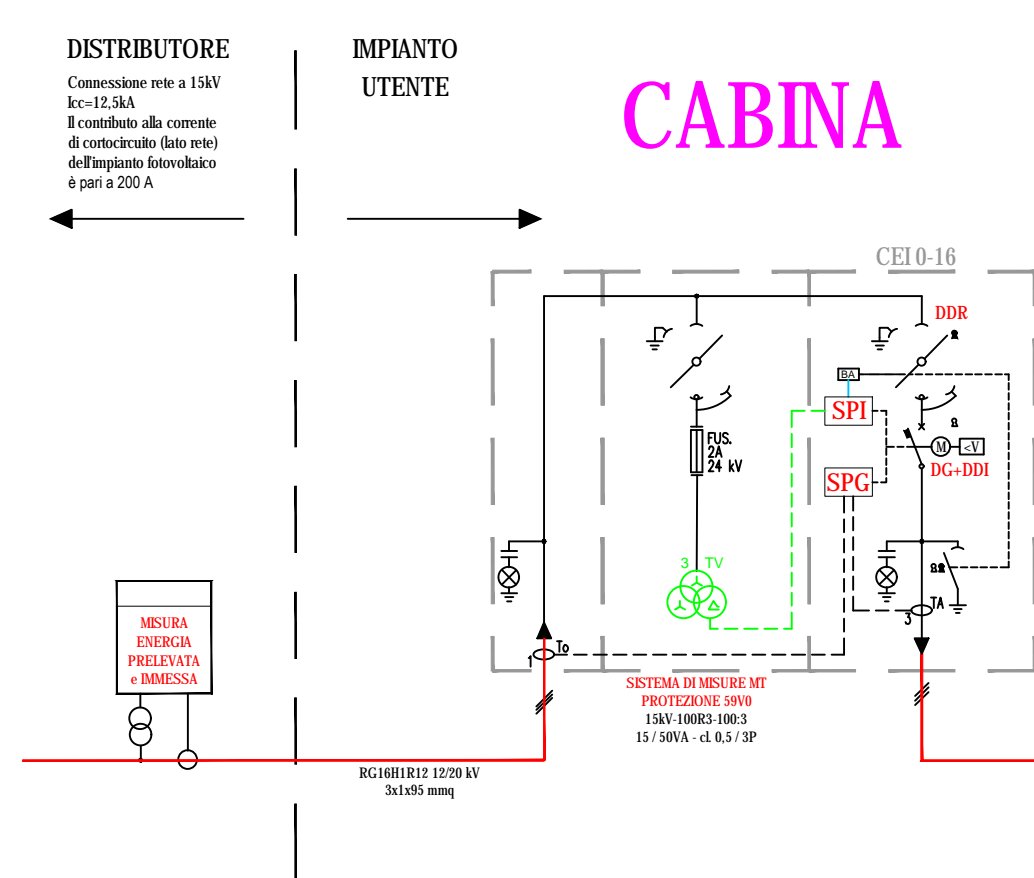 DISTRIBUTORE
Connessione rete a 15kV
Icc=12,5kA
Il contributo alla corrente
di cortocircuito (lato rete)
dell'impianto fotovoltaico
è pari a 200 A
IMPIANTO
UTENTE
CABINA
CEI 0-16
DDR
BA
SPI
FUS.
2A
24 kV
M
<V
DG+DDI
SPG
3 TV
TA
3
To
1
MISURA
ENERGIA
PRELEVATA
e IMMESSA
SISTEMA DI MISURE MT
PROTEZIONE 59V0
15kV-100R3-100:3
15 / 50VA - cl. 0,5 / 3P
RG16H1R12 12/20 kV
3x1x95 mmq